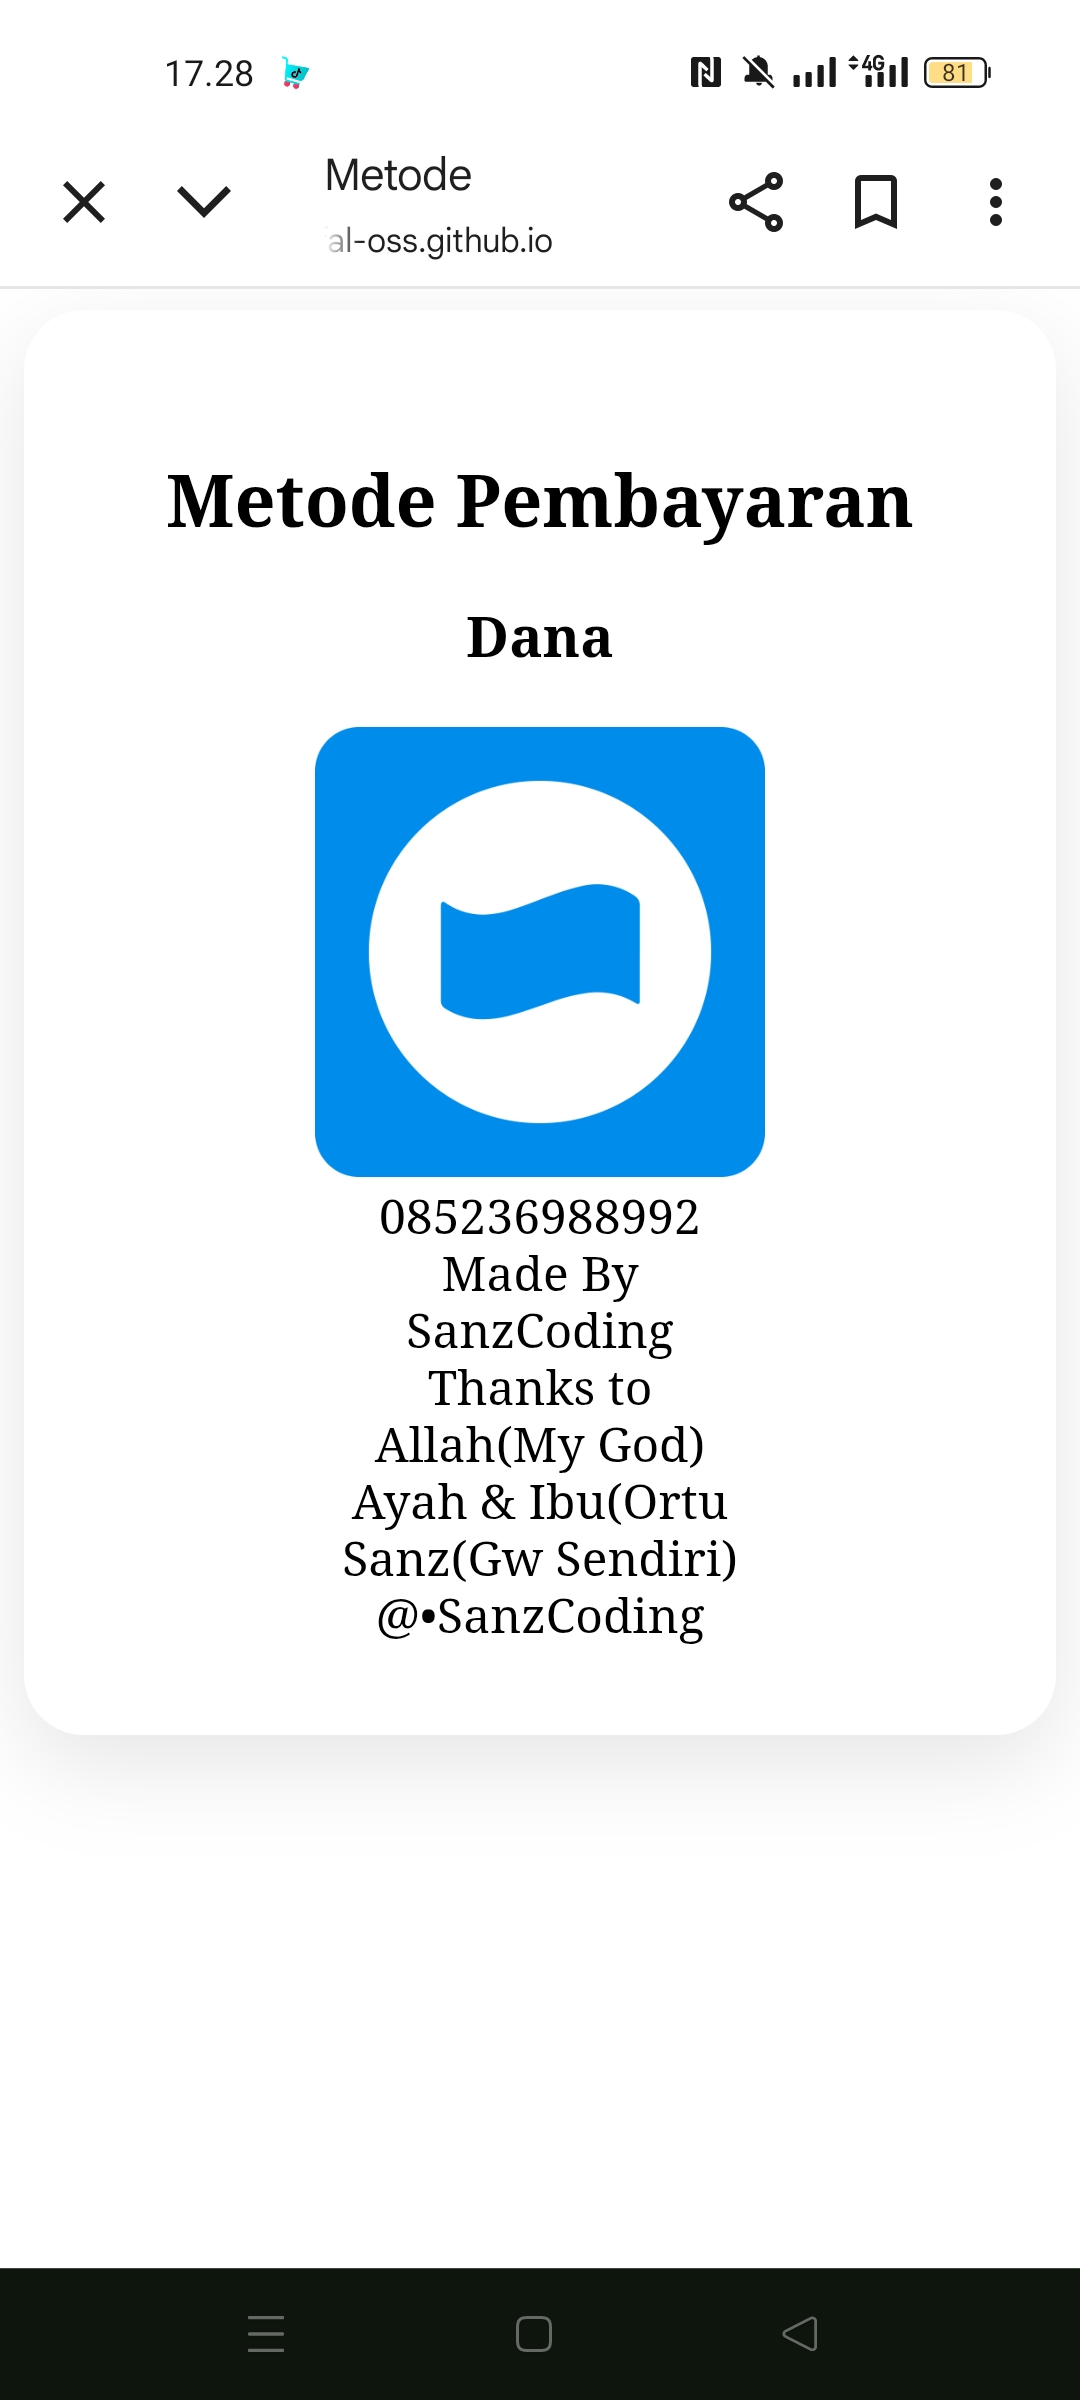 17.28
4G
81
Metode
al-oss.github.io
Metode Pembayaran
Dana
085236988992
Made By
SanzCoding
Thanks to
Allah(My God)
Ayah & Ibu(Ortu
Sanz(Gw Sendiri)
@•SanzCoding